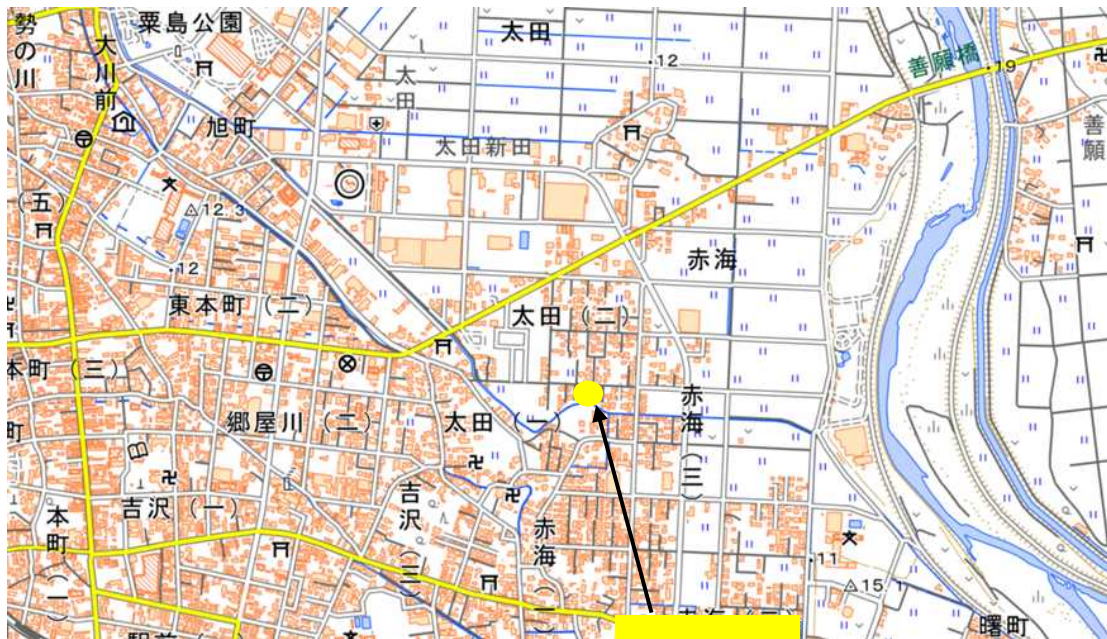 粟島公園
太田
勢の川
大川前
太田
・12
善願橋
・19
旭町
太田新田
善願
(五)
△12.3
・12
赤海
東本町(二)
太田(二)
本町(三)
町
郷屋川(二)
太田(一)
赤海(三)
吉沢(一)
吉沢(三)
本町(一)
赤海(一)
・11
△15.1
曙町